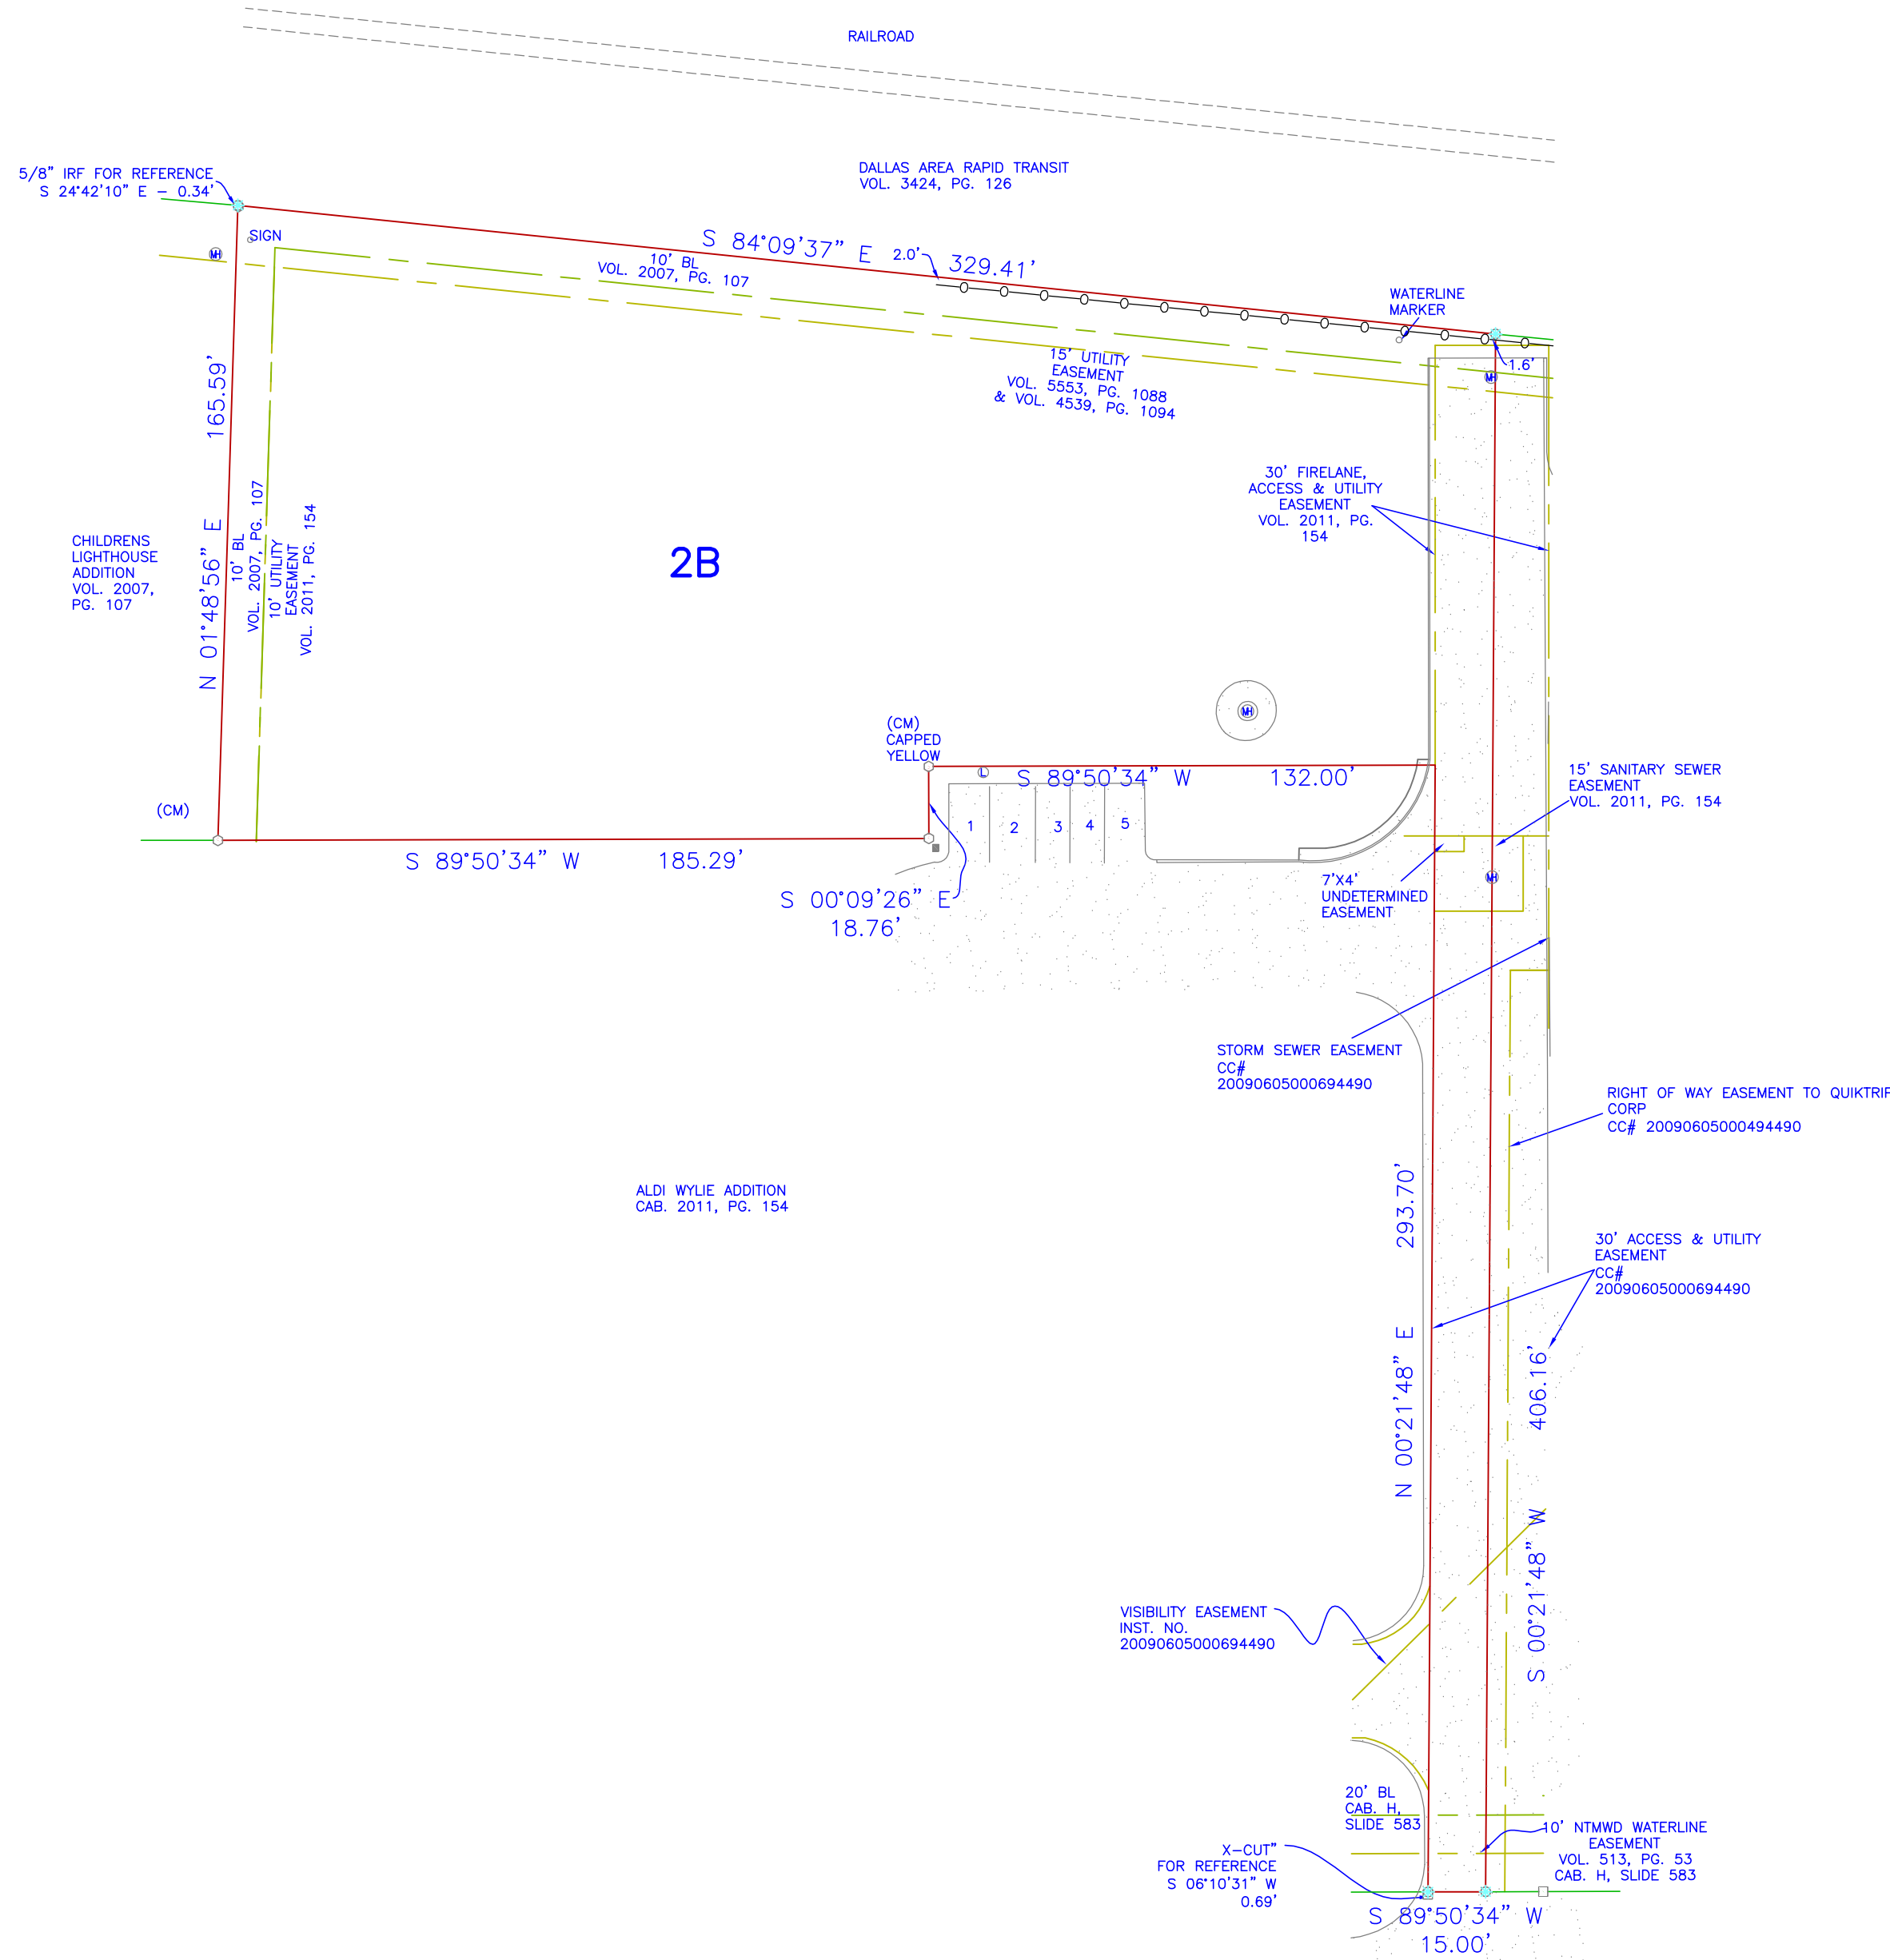 RAILROAD
DALLAS AREA RAPID TRANSIT
VOL. 3424, PG. 126
5/8" IRF FOR REFERENCE
S 24°42'10" E - 0.34'
MH
SIGN
S 84°09'37" E 329.41'
2.0'
10' BL
VOL. 2007, PG. 107
WATERLINE
MARKER
1.6'
MH
15' UTILITY
EASEMENT
VOL. 5553, PG. 1088
& VOL. 4539, PG. 1094
N 01°48'56" E 165.59'
10' BL
VOL. 2007, PG. 107
10' UTILITY
EASEMENT
VOL. 2011, PG. 154
30' FIRELANE,
ACCESS & UTILITY
EASEMENT
VOL. 2011, PG.
154
CHILDRENS
LIGHTHOUSE
ADDITION
VOL. 2007,
PG. 107
2B
MH
(CM)
CAPPED
YELLOW
L
S 89°50'34" W 132.00'
15' SANITARY SEWER
EASEMENT
VOL. 2011, PG. 154
(CM)
1 2 3 4 5
S 89°50'34" W 185.29'
S 00°09'26" E
18.76'
7'X4'
UNDETERMINED
EASEMENT
MH
STORM SEWER EASEMENT
CC#
20090605000694490
RIGHT OF WAY EASEMENT TO
CORP
CC# 20090605000494490
ALDI WYLIE ADDITION
CAB. 2011, PG. 154
N 00°21'48" E 293.70'
30' ACCESS & UTILITY
EASEMENT
CC#
20090605000694490
S 00°21'48" W 406.16'
VISIBILITY EASEMENT
INST. NO.
20090605000694490
20' BL
CAB. H,
SLIDE 583
10' NTMWD WATERLINE
EASEMENT
VOL. 513, PG. 53
CAB. H, SLIDE 583
X-CUT"
FOR REFERENCE
S 06°10'31" W
0.69'
S 89°50'34" W
15.00'